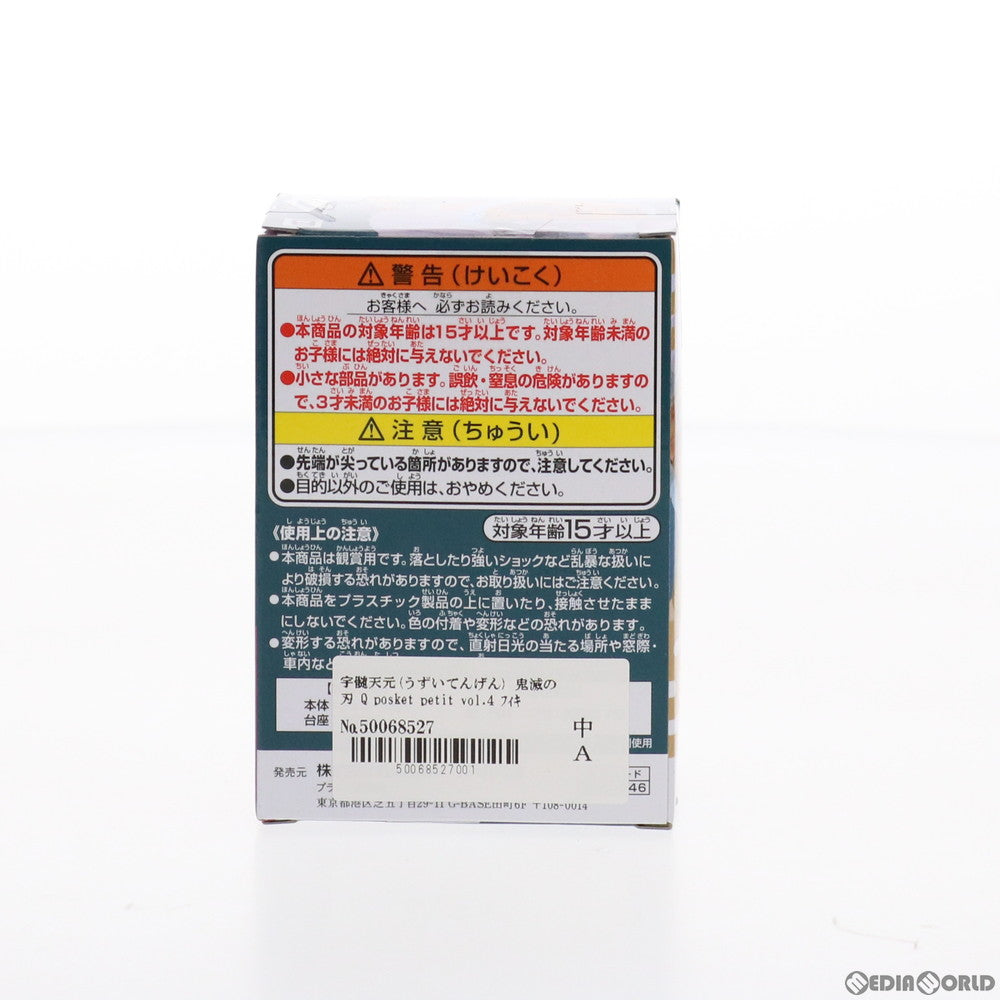 ⚠警告(けいこく)
お客様へ 必ずお読みください。
●本商品の対象年齢は15才以上です。対象年齢未満の
お子様には絶対に与えないでください。
●小さな部品があります。誤飲・窒息の危険がありますの
で、3才未満のお子様には絶対に与えないでください。
⚠注意(ちゅうい)
●先端が尖っている箇所がありますので、注意してください。
●目的以外のご使用は、おやめください。
《使用上の注意》
対象年齢15才以上
●本商品は観賞用です。落としたり強いショックなど乱暴な扱いに
より破損する恐れがありますので、お取り扱いにはご注意ください。
●本商品をプラスチック製品の上に置いたり、接触させたまま
にしないでください。色の付着や変形などの恐れがあります。
●変形する恐れがありますので、直射日光の当たる場所や窓際・
車内など
宇髄天元(うずいてんげん) 鬼滅の
刃 Q posket petit vol.4 フィギ
No.50068527
中
A
50068527001
本体
台座
使用
発売元 株
プラ
ード
46
東京都港区芝五丁目29-11 G-BASE田町6F 〒108-0014
MEDIAWORLD